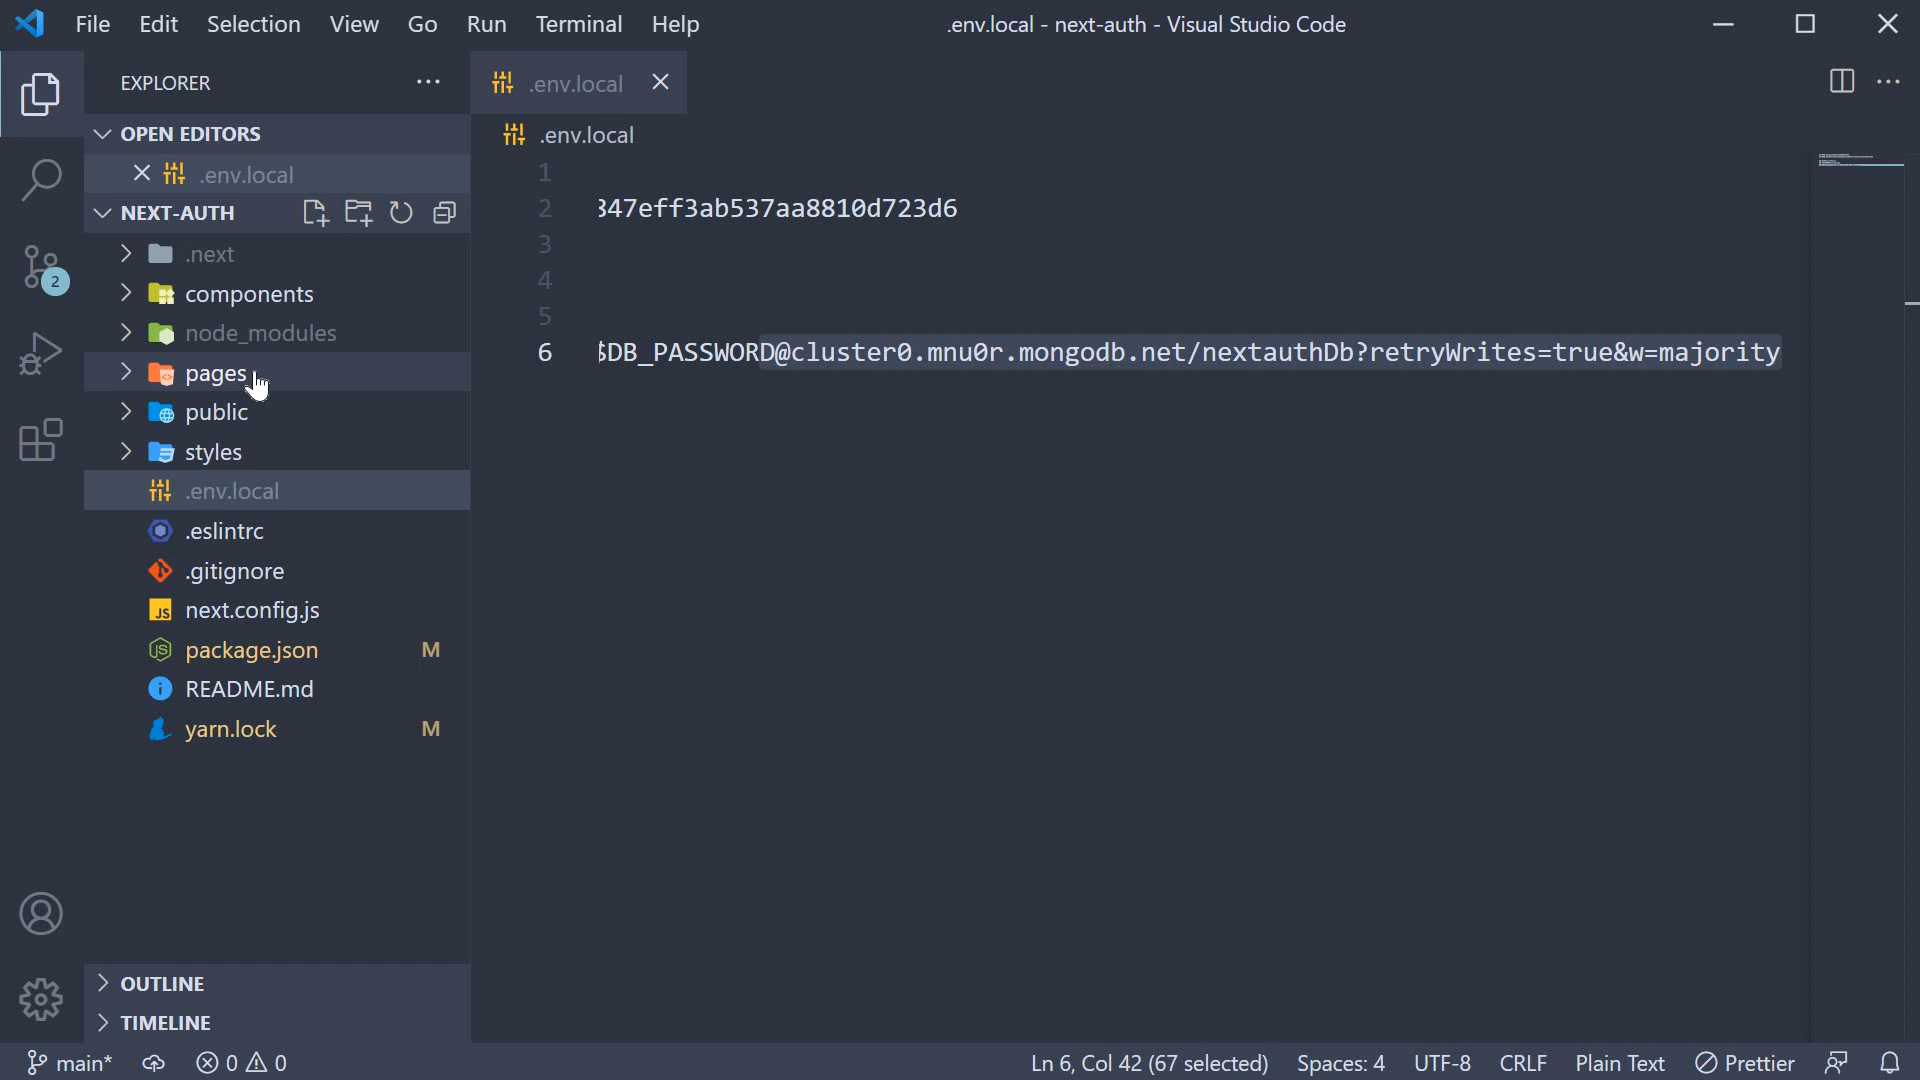 File Edit Selection View Go Run Terminal Help
.env.local - next-auth - Visual Studio Code
EXPLORER
.env.local
OPEN EDITORS
.env.local
.env.local
NEXT-AUTH
.next
components
node_modules
pages
public
styles
.env.local
.eslintrc
.gitignore
next.config.js
package.json M
README.md
yarn.lock M
2
1
2 347eff3ab537aa8810d723d6
3
4
5
6 $DB_PASSWORD@cluster0.mnu0r.mongodb.net/nextauthDb?retryWrites=true&w=majority
OUTLINE
TIMELINE
main* 0 0 Ln 6, Col 42 (67 selected) Spaces: 4 UTF-8 CRLF Plain Text Prettier